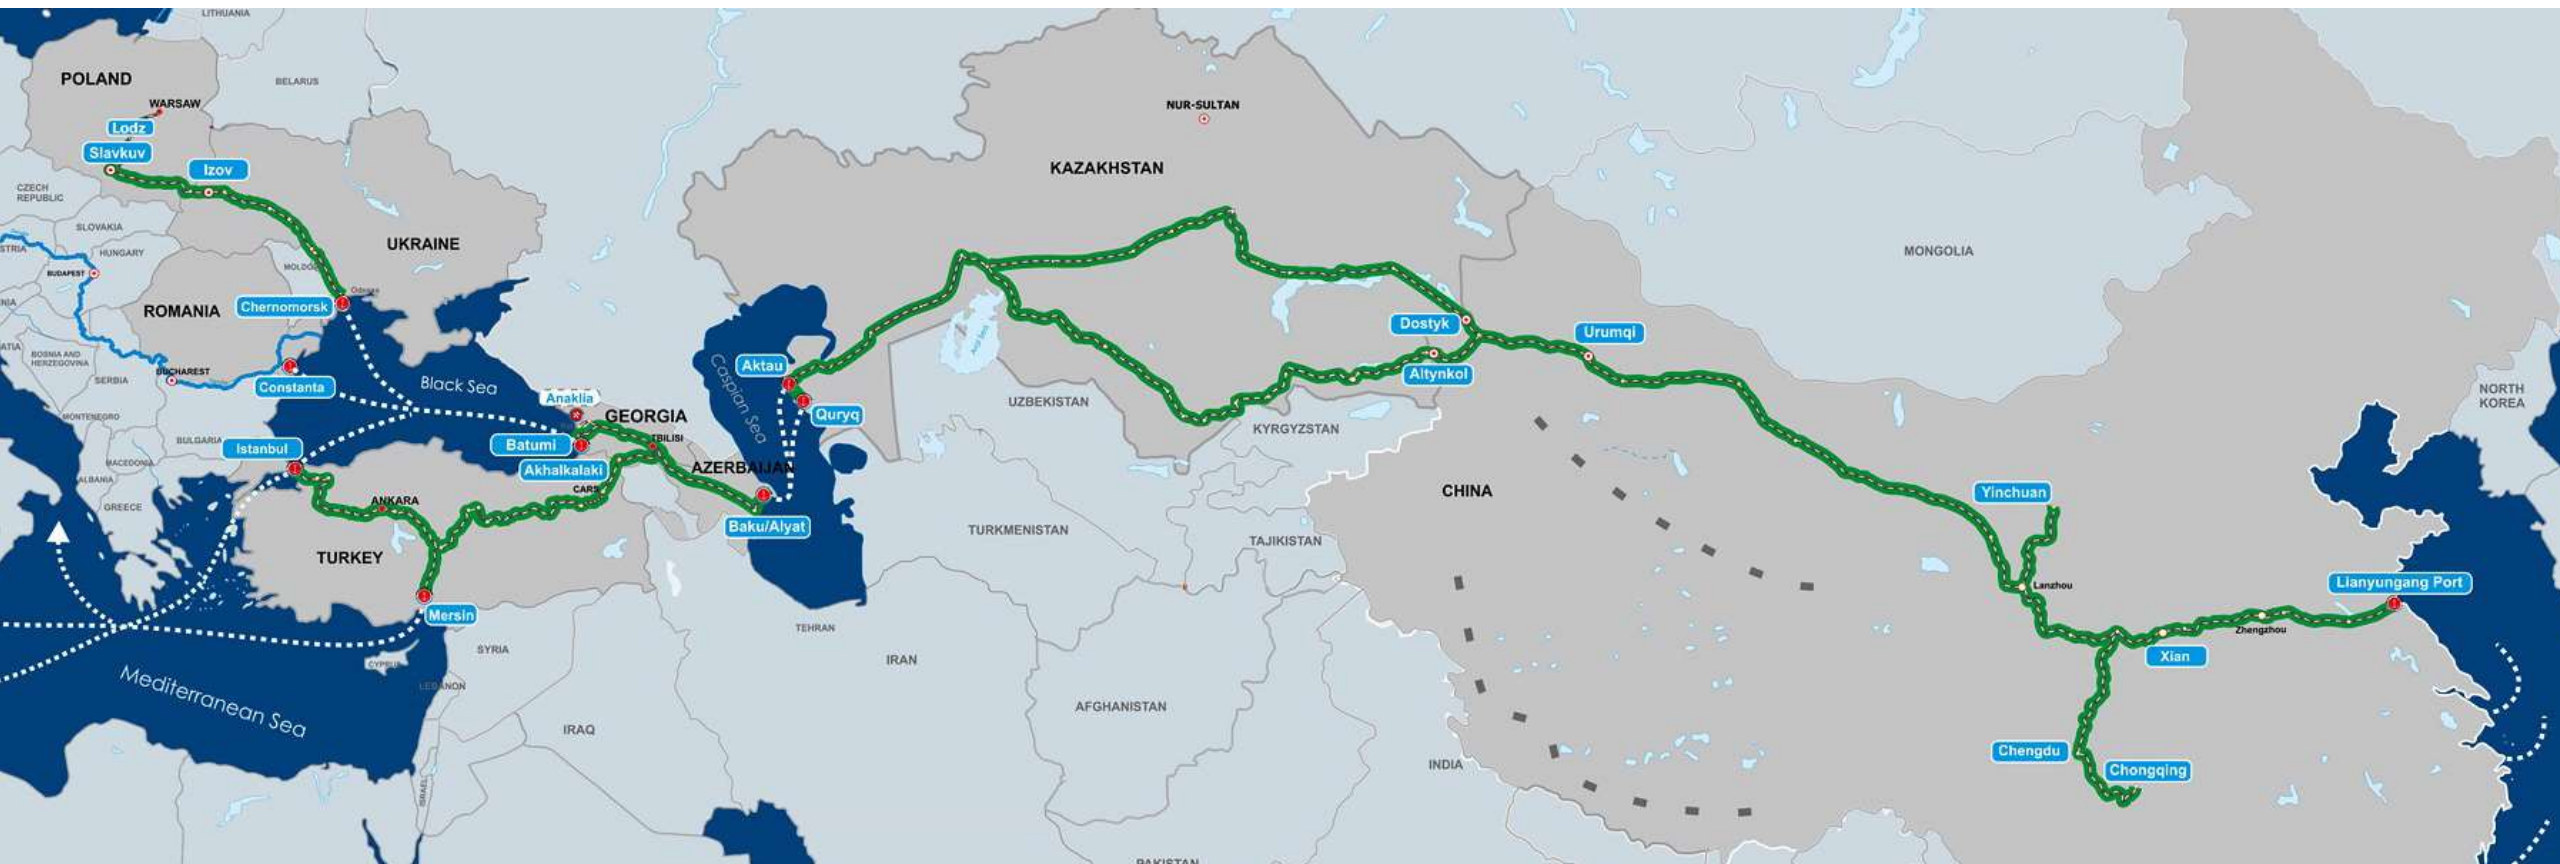 LITHUANIA
POLAND
BELARUS
WARSAW
Lodz
Slavkuv
Izov
CZECH
REPUBLIC
SLOVAKIA
HUNGARY
BUDAPEST
UKRAINE
ROMANIA
Odessa
Chernomorsk
BOSNIA AND
HERZEGOVINA
SERBIA
BUCHAREST
Constanta
MONTENEGRO
BULGARIA
Istanbul
MACEDONIA
ALBANIA
GREECE
Black Sea
Anaklia
GEORGIA
Batumi
TBILISI
Akhalkalaki
CARS
AZERBAIJAN
Baku/Alyat
ANKARA
TURKEY
Mersin
CYPRUS
SYRIA
LEBANON
ISRAEL
IRAQ
Mediterranean Sea
NUR-SULTAN
KAZAKHSTAN
Caspian Sea
Aktau
Quryq
Aral Sea
UZBEKISTAN
KYRGYZSTAN
TURKMENISTAN
TAJIKISTAN
TEHRAN
IRAN
AFGHANISTAN
PAKISTAN
INDIA
Dostyk
Altynkol
Urumqi
MONGOLIA
CHINA
Yinchuan
Lanzhou
Xian
Zhengzhou
Lianyungang Port
Chengdu
Chongqing
NORTH
KOREA